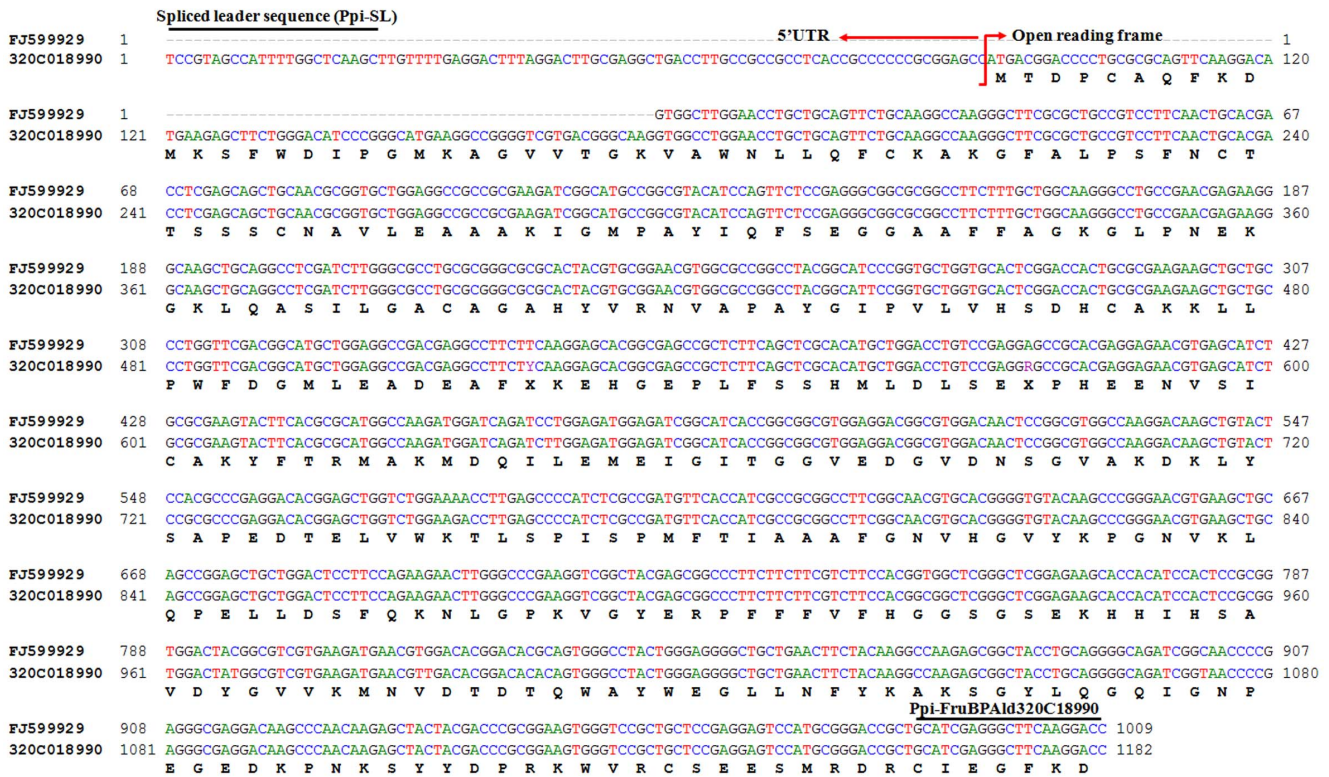 Spliced leader sequence (Ppi-SL)
5'UTR Open reading frame
FJ599929 1 1
320C018990 1 TCCGTAGCCATTTTGGCTCAAGCTTGTTTTGAGGACTTTAGGACTTGCGAGGCTGACCTTGCCGCCGCCTCACCGCCCCCCGCGGAGCCATGACGGACCCCTGCGCGCAGTTCAAGGACA 120
M T D P C A Q F K D
1 GTGGCTTGGAACCTGCTGCAGTTCTGCAAGGCCAAGGGCTTCGCGCTGCCGTCCTTCAACTGCACGA 67
320C018990 121 TGAAGAGCTTCTGGGACATCCCGGGCATGAAGGCCGGGGTCGTGACGGGCAAGGTGGCCTGGAACCTGCTGCAGTTCTGCAAGGCCAAGGGCTTCGCGCTGCCGTCCTTCAACTGCACGA 240
M K S F W D I P G M K A G V V T G K V A W N L L Q F C K A K G F A L P S F N C T
FJ599929 68 CCTCGAGCAGCTGCAACGCGGTGCTGGAGGCCGCCGCGAAGATCGGCATGCCGGCGTACATCCAGTTCTCCGAGGGCGGCGCGGCCTTCTTTGCTGGCAAGGGCCTGCCGAACGAGAAGG 187
320C018990 241 CCTCGAGCAGCTGCAACGCGGTGCTGGAGGCCGCCGCGAAGATCGGCATGCCGGCGTACATCCAGTTCTCCGAGGGCGGCGCGGCCTTCTTTGCTGGCAAGGGCCTGCCGAACGAGAAGG 360
T S S S C N A V L E A A A K I G M P A Y I Q F S E G G A A F F A G K G L P N E K
FJ599929 188 GCAAGCTGCAGGCCTCGATCTTGGGCGCCTGCGCGGGCGCGCACTACGTGCGGAACGTGGCGCCGGCCTACGGCATCCCGGTGCTGGTGCACTCGGACCACTGCGCGAAGAAGCTGCTGC 307
320C018990 361 GCAAGCTGCAGGCCTCGATCTTGGGCGCCTGCGCGGGCGCGCACTACGTGCGGAACGTGGCGCCGGCCTACGGCATTCCGGTGCTGGTGCACTCGGACCACTGCGCGAAGAAGCTGCTGC 480
G K L Q A S I L G A C A G A H Y V R N V A P A Y G I P V L V H S D H C A K K L L
FJ599929 308 CCTGGTTCGACGGCATGCTGGAGGCCGACGAGGCCTTCTTCAAGGAGCACGGCGAGCCGCTCTTCAGCTCGCACATGCTGGACCTGTCCGAGGAGCCGCACGAGGAGAACGTGAGCATCT 427
320C018990 481 CCTGGTTCGACGGCATGCTGGAGGCCGACGAGGCCTTCTYCAAGGAGCACGGCGAGCCGCTCTTCAGCTCGCACATGCTGGACCTGTCCGAGGRGCCGCACGAGGAGAACGTGAGCATCT 600
P W F D G M L E A D E A F X K E H G E P L F S S H M L D L S E X P H E E N V S I
FJ599929 428 GCGCGAAGTACTTCACGCGCATGGCCAAGATGGATCAGATCCTGGAGATGGAGATCGGCATCACCGGCGGCGTGGAGGACGGCGTGGACAACTCCGGCGTGGCCAAGGACAAGCTGTACT 547
320C018990 601 GCGCGAAGTACTTCACGCGCATGGCCAAGATGGATCAGATCTTGGAGATGGAGATCGGCATCACCGGCGGCGTGGAGGACGGCGTGGACAACTCCGGCGTGGCCAAGGACAAGCTGTACT 720
C A K Y F T R M A K M D Q I L E M E I G I T G G V E D G V D N S G V A K D K L Y
FJ599929 548 CCACGCCCGAGGACACGGAGCTGGTCTGGAAAACCTTGAGCCCCATCTCGCCGATGTTCACCATCGCCGCGGCCTTCGGCAACGTGCACGGGGTGTACAAGCCCGGGAACGTGAAGCTGC 667
320C018990 721 CCGCGCCCGAGGACACGGAGCTGGTCTGGAAGACCTTGAGCCCCATCTCGCCGATGTTCACCATCGCCGCGGCCTTCGGCAACGTGCACGGGGTGTACAAGCCCGGGAACGTGAAGCTGC 840
S A P E D T E L V W K T L S P I S P M F T I A A A F G N V H G V Y K P G N V K L
FJ599929 668 AGCCGGAGCTGCTGGACTCCTTCCAGAAGAACTTGGGCCCGAAGGTCGGCTACGAGCGGCCCTTCTTCTTCGTCTTCCACGGTGGCTCGGGCTCGGAGAAGCACCACATCCACTCCGCGG 787
320C018990 841 AGCCGGAGCTGCTGGACTCCTTCCAGAAGAACTTGGGCCCGAAGGTCGGCTACGAGCGGCCCTTCTTCTTCGTCTTCCACGGCGGCTCGGGCTCGGAGAAGCACCACATCCACTCCGCGG 960
Q P E L L D S F Q K N L G P K V G Y E R P F F F V F H G G S G S E K H H I H S A
FJ599929 788 TGGACTACGGCGTCGTGAAGATGAACGTGGACACGGACACGCAGTGGGCCTACTGGGAGGGGCTGCTGAACTTCTACAAGGCCAAGAGCGGCTACCTGCAGGGGCAGATCGGCAACCCCG 907
320C018990 961 TGGACTATGGCGTCGTGAAGATGAACGTTGACACGGACACACAGTGGGCCTACTGGGAGGGGCTGCTGAACTTCTACAAGGCCAAGAGCGGCTACCTGCAGGGGCAGATCGGTAACCCCG 1080
V D Y G V V K M N V D T D T Q W A Y W E G L L N F Y K A K S G Y L Q G Q I G N P
Ppi-FruBPAld320C18990
FJ599929 908 AGGGCGAGGACAAGCCCAACAAGAGCTACTACGACCCGCGGAAGTGGGTCCGCTGCTCCGAGGAGTCCATGCGGGACCGCTGCATCGAGGGCTTCAAGGACC 1009
320C018990 1081 AGGGCGAGGACAAGCCCAACAAGAGCTACTACGACCCGCGGAAGTGGGTCCGCTGCTCCGAGGAGTCCATGCGGGACCGCTGCATCGAGGGCTTCAAGGACC 1182
E G E D K P N K S Y Y D P R K W V R C S E E S M R D R C I E G F K D